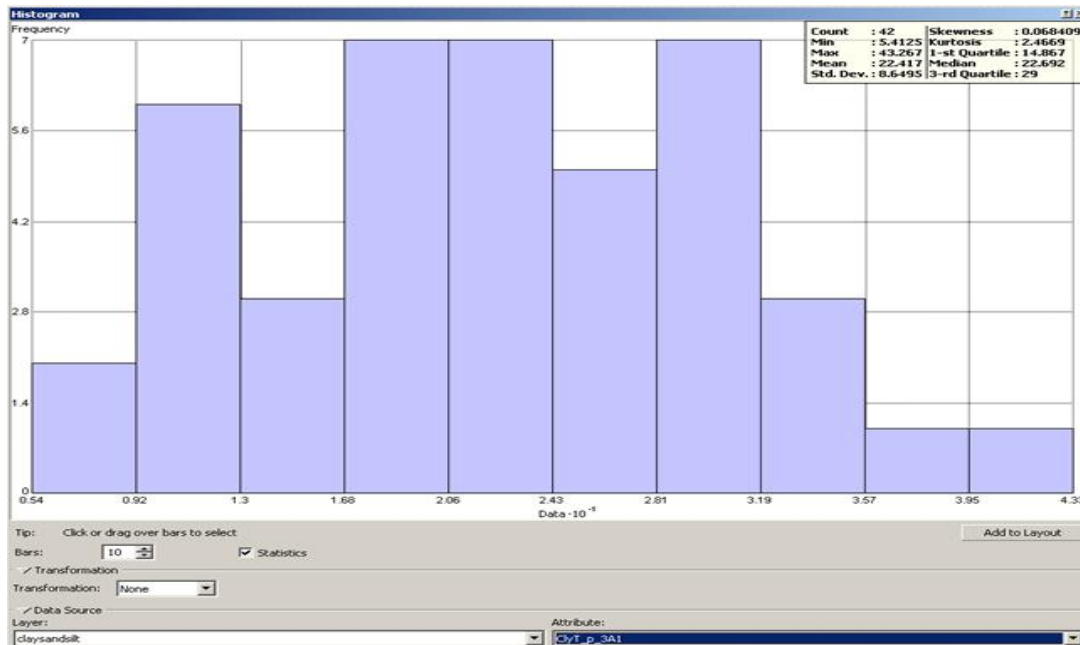 Histogram
Frequency
Count : 42 Skewness : 0.068409
Min : 5.4125 Kurtosis : 2.4669
Max : 43.267 1-st Quartile : 14.867
Mean : 22.417 Median : 22.692
Std. Dev. : 8.6495 3-rd Quartile : 29
7
5.6
4.2
2.8
1.4
0
0.54 0.92 1.3 1.68 2.06 2.43 2.81 3.19 3.57 3.95 4.33
Data ·10⁻¹
Tip: Click or drag over bars to select Add to Layout
Bars: 10 Statistics
Transformation
Transformation: None
Data Source
Layer: Attribute:
claysandsilt ClyT_p_3A1